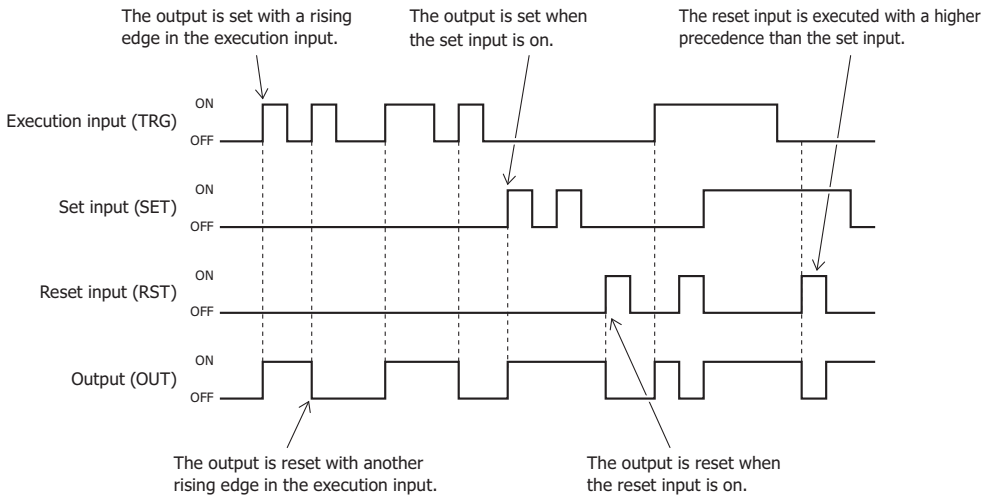 The output is set with a rising
edge in the execution input.
The output is set when
the set input is on.
The reset input is executed with a higher
precedence than the set input.
Execution input (TRG)
ON
OFF
Set input (SET)
ON
OFF
Reset input (RST)
ON
OFF
Output (OUT)
ON
OFF
The output is reset with another
rising edge in the execution input.
The output is reset when
the reset input is on.